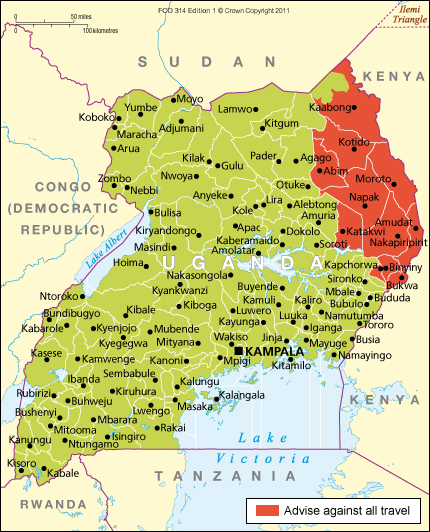 FCO 314 Edition 1 © Crown Copyright 2011
0 50 miles
0 100 kilometres
Ilemi
Triangle
SUDAN
KENYA
Moyo
Yumbe
Koboko
Lamwo
Kaabong
Adjumani
Kitgum
Maracha
Arua
Kotido
Kilak
Gulu
Pader
Agago
Abim
Moroto
Nwoya
Zombo
Nebbi
Otuke
CONGO
(DEMOCRATIC
REPUBLIC)
Anyeke
Lira
Alebtong
Napak
Kole
Bulisa
Amuria
Amudat
Apac
Kiryandongo
Dokolo
Katakwi
Nakapiripirit
Kaberamaido
Soroti
Lake Albert
Masindi
Amolatar
Hoima
UGANDA
Kapchorwa
Binyiny
Nakasongola
Sironko
Bukwa
Buyende
Mbale
Ntoroko
Kyankwanzi
Bududa
Kamuli
Kaliro
Bubulo
Kiboga
Luwero
Bundibugyo
Kibale
Luuka
Namutumba
Kabarole
Kyenjojo
Mubende
Kayunga
Iganga
Tororo
Kyegegwa
Mityana
Wakiso
Jinja
Mayuge
Busia
Kasese
KAMPALA
Namayingo
Kamwenge
Kanoni
Mpigi
Kitamilo
Sembabule
Ibanda
Kalungu
Rubirizi
Kiruhura
Kalangala
Buhweju
Lwengo
Masaka
KENYA
Bushenyi
Mbarara
Mitooma
Rakai
Kanungu
Isingiro
Ntungamo
Lake
Victoria
Kisoro
Kabale
TANZANIA
RWANDA
Advise against all travel